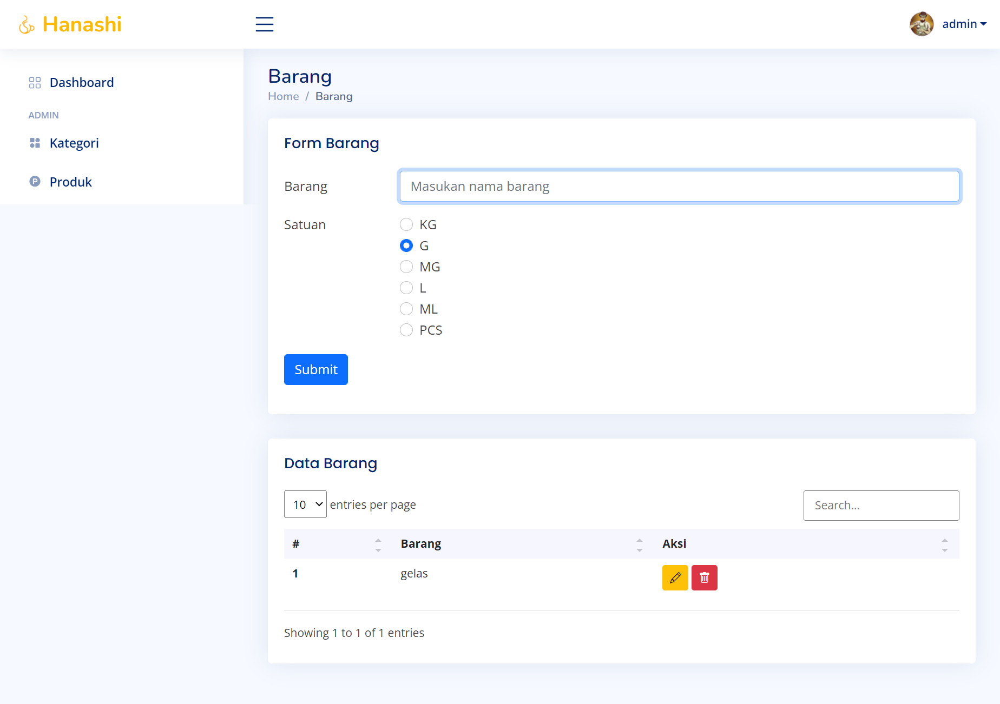 Hanashi
admin
Dashboard
ADMIN
Kategori
Produk
Barang
Home / Barang
Form Barang
Barang
Masukan nama barang
Satuan
KG
G
MG
L
ML
PCS
Submit
Data Barang
10 entries per page
Search...
# Barang Aksi
1 gelas
Showing 1 to 1 of 1 entries